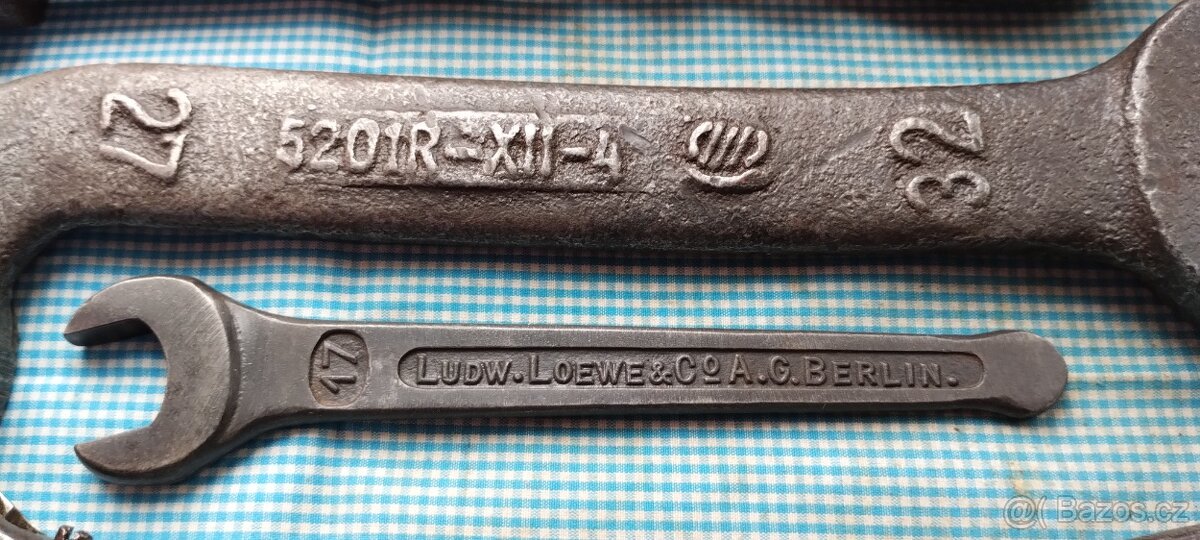 27 5201R-XII-4 32
17 LUDW. LOEWE & Co A.G. BERLIN.
@( Bazos.cz